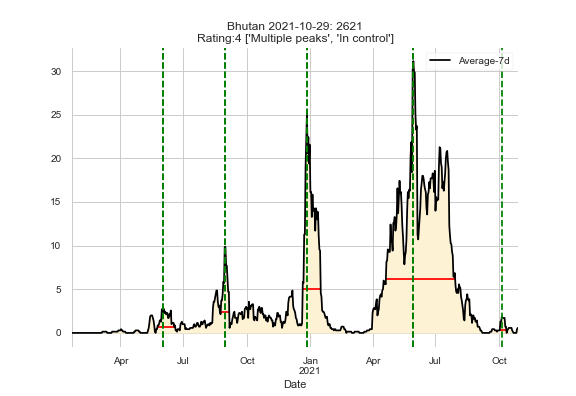 Bhutan 2021-10-29: 2621
Rating:4 ['Multiple peaks', 'In control']
Average-7d
30
25
20
15
10
5
0
Apr Jul Oct Jan Apr Jul Oct
2021
Date